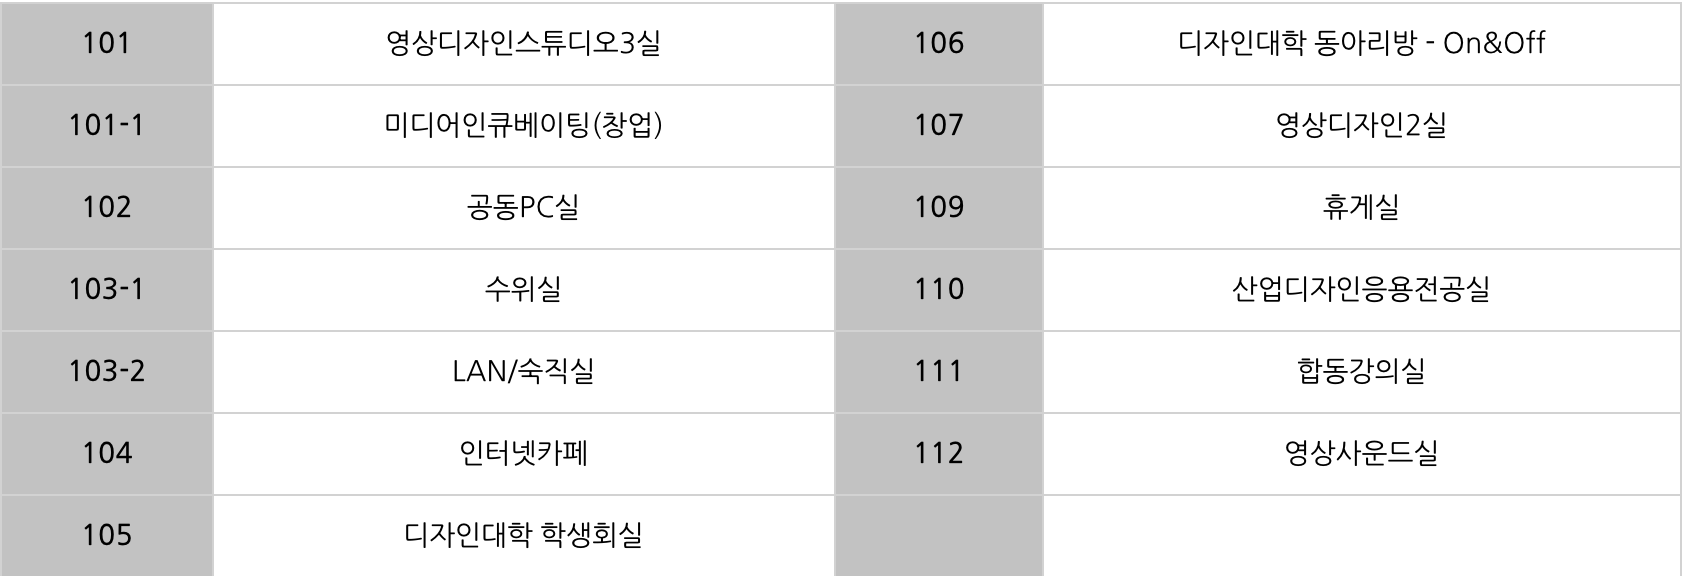 101 영상디자인스튜디오3실 106 디자인대학 동아리방 - On&Off
101-1 미디어인큐베이팅(창업) 107 영상디자인2실
102 공동PC실 109 휴게실
103-1 수위실 110 산업디자인응용전공실
103-2 LAN/숙직실 111 합동강의실
104 인터넷카페 112 영상사운드실
105 디자인대학 학생회실